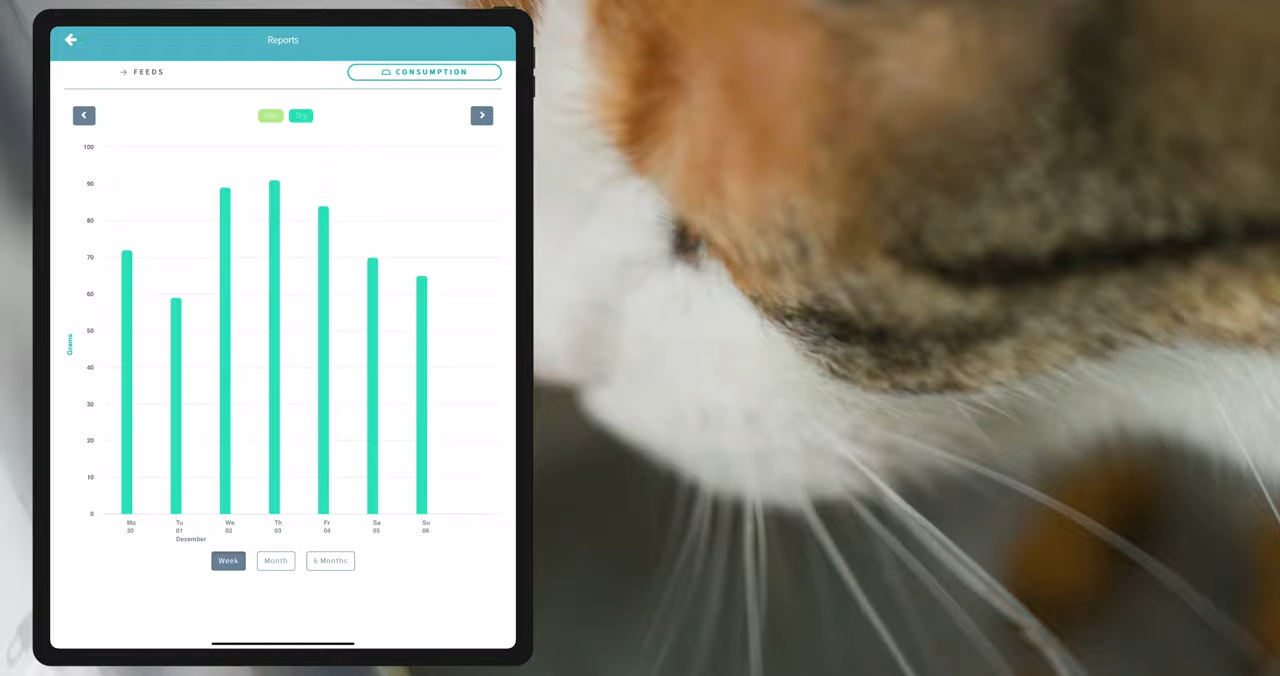 Reports
FEEDS
CONSUMPTION
Dry
100
90
80
70
60
50
40
30
20
10
0
Grams
Mo Tu We Th Fr Sa Su
30 01 02 03 04 05 06
December
Week Month 6 Months